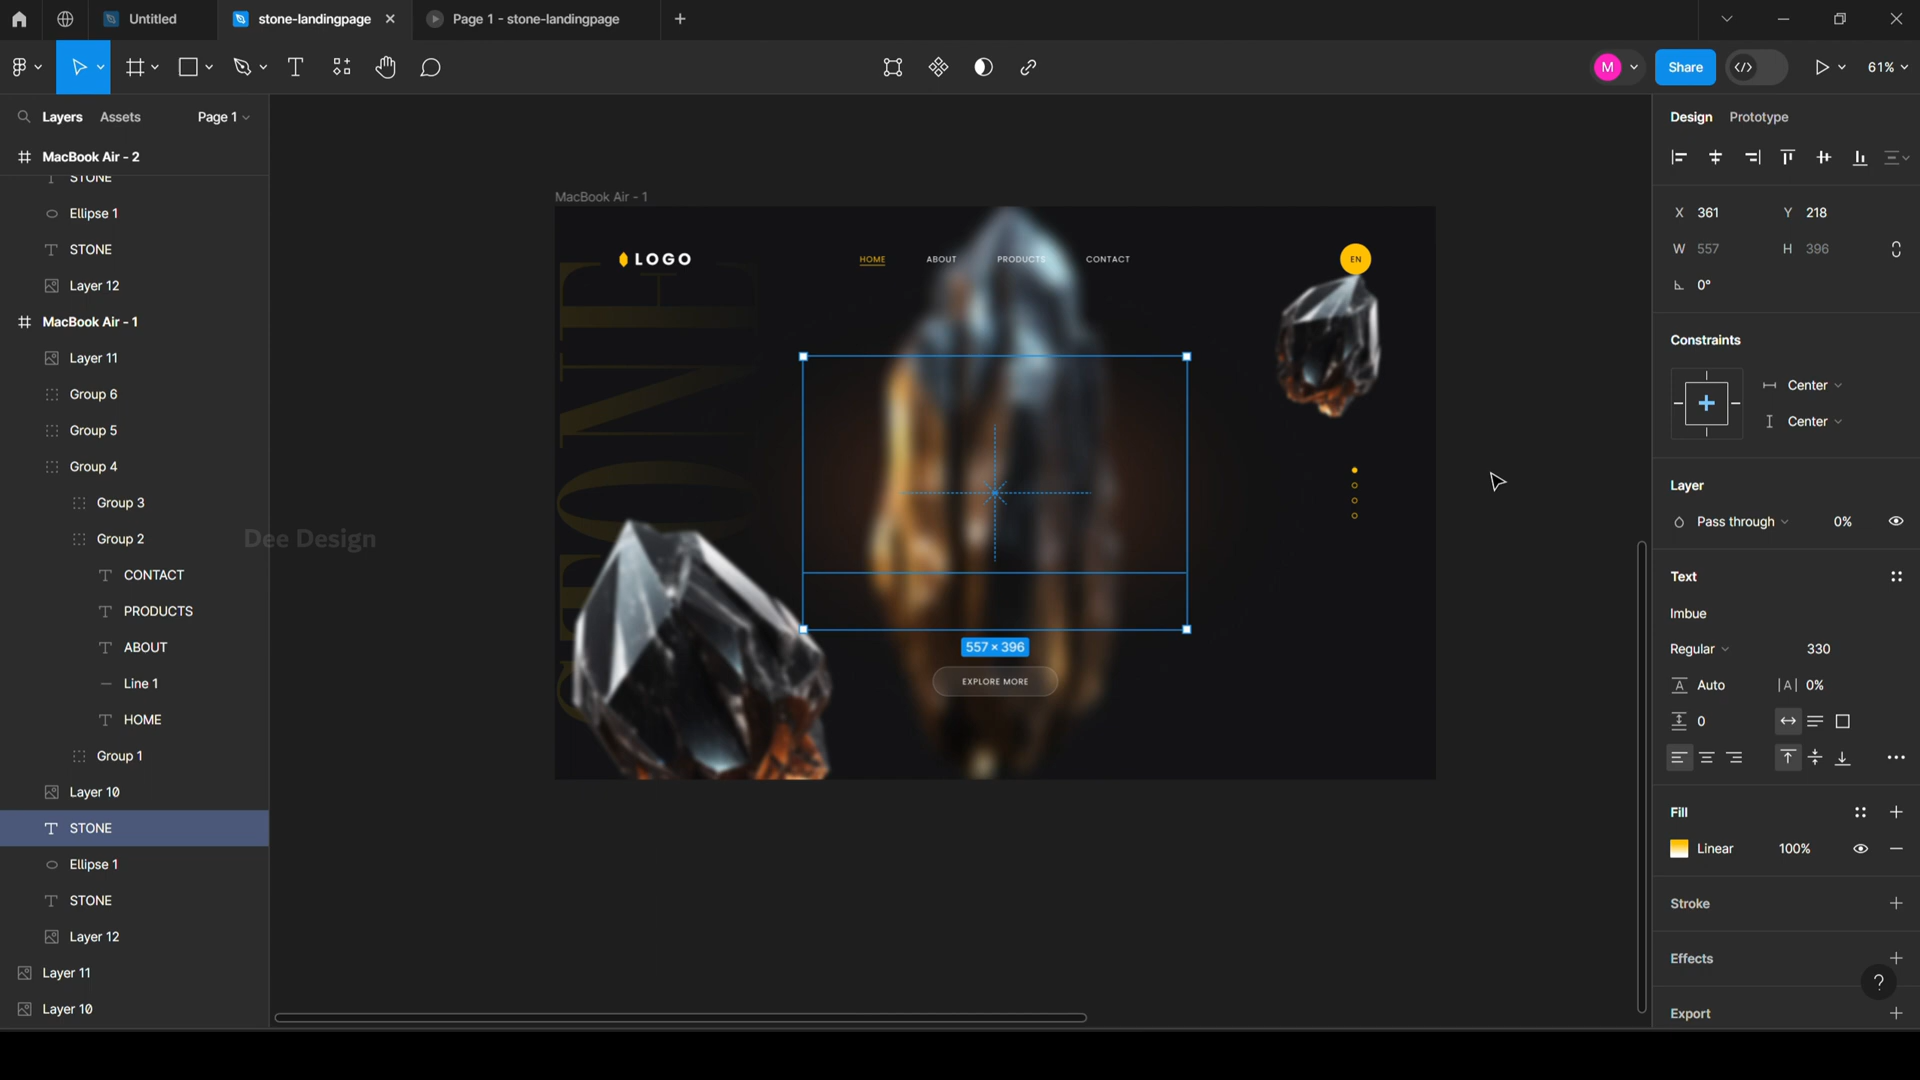 Untitled
stone-landingpage
Page 1 - stone-landingpage
M
Share
61%
Layers
Assets
Page 1
MacBook Air - 2
STONE
Ellipse 1
STONE
Layer 12
MacBook Air - 1
Layer 11
Group 6
Group 5
Group 4
Group 3
Group 2
CONTACT
PRODUCTS
ABOUT
Line 1
HOME
Group 1
Layer 10
STONE
Ellipse 1
STONE
Layer 12
Layer 11
Layer 10
Dee Design
MacBook Air - 1
LOGO
HOME
ABOUT
PRODUCTS
CONTACT
EN
STONE
557 × 396
EXPLORE MORE
Design
Prototype
X 361
Y 218
W 557
H 396
0°
Constraints
Center
Center
Layer
Pass through
0%
Text
Imbue
Regular
330
Auto
|A| 0%
0
Fill
Linear
100%
Stroke
Effects
?
Export